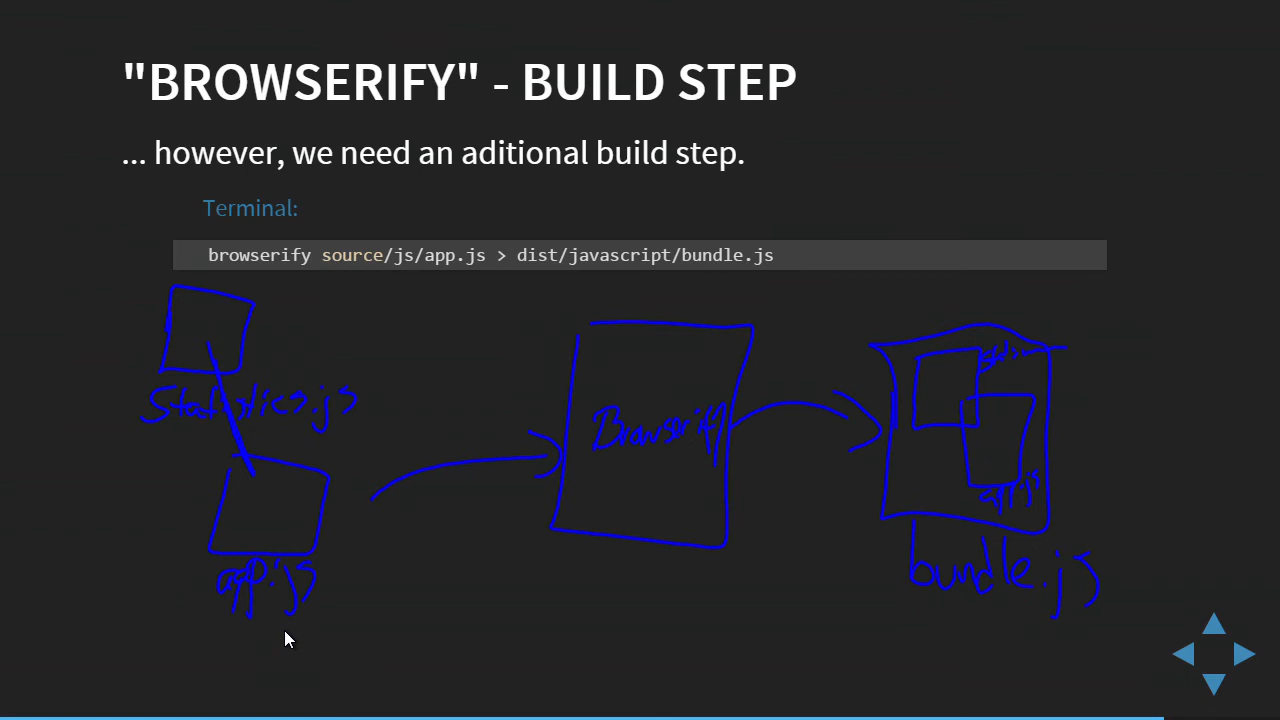 "BROWSERIFY" - BUILD STEP
... however, we need an aditional build step.
Terminal:
browserify source/js/app.js > dist/javascript/bundle.js
Statistics.js
app.js
Browserify
app.js
bundle.js